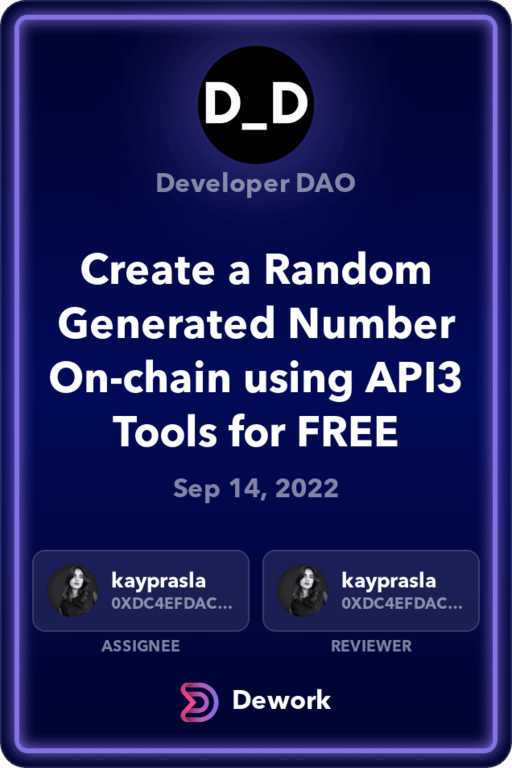 D_D
Developer DAO
Create a Random
Generated Number
On-chain using API3
Tools for FREE
Sep 14, 2022
kayprasla
0XDC4EFDAC...
ASSIGNEE
kayprasla
0XDC4EFDAC...
REVIEWER
Dework